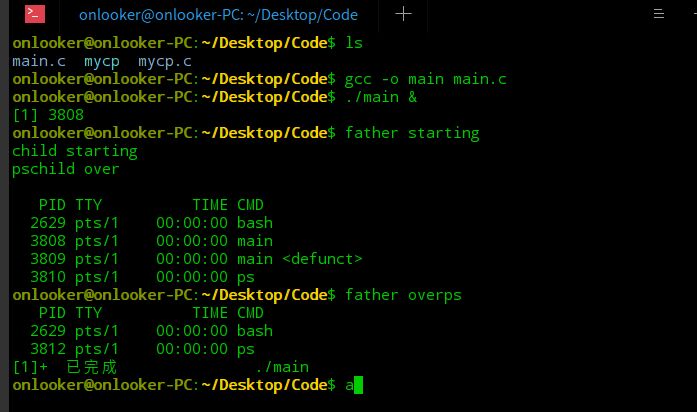 onlooker@onlooker-PC: ~/Desktop/Code
onlooker@onlooker-PC:~/Desktop/Code$ ls
main.c  mycp  mycp.c
onlooker@onlooker-PC:~/Desktop/Code$ gcc -o main main.c
onlooker@onlooker-PC:~/Desktop/Code$ ./main &
[1] 3808
onlooker@onlooker-PC:~/Desktop/Code$ father starting
child starting
pschild over
   PID TTY          TIME CMD
  2629 pts/1    00:00:00 bash
  3808 pts/1    00:00:00 main
  3809 pts/1    00:00:00 main <defunct>
  3810 pts/1    00:00:00 ps
onlooker@onlooker-PC:~/Desktop/Code$ father overps
   PID TTY          TIME CMD
  2629 pts/1    00:00:00 bash
  3812 pts/1    00:00:00 ps
[1]+  已完成               ./main
onlooker@onlooker-PC:~/Desktop/Code$ a